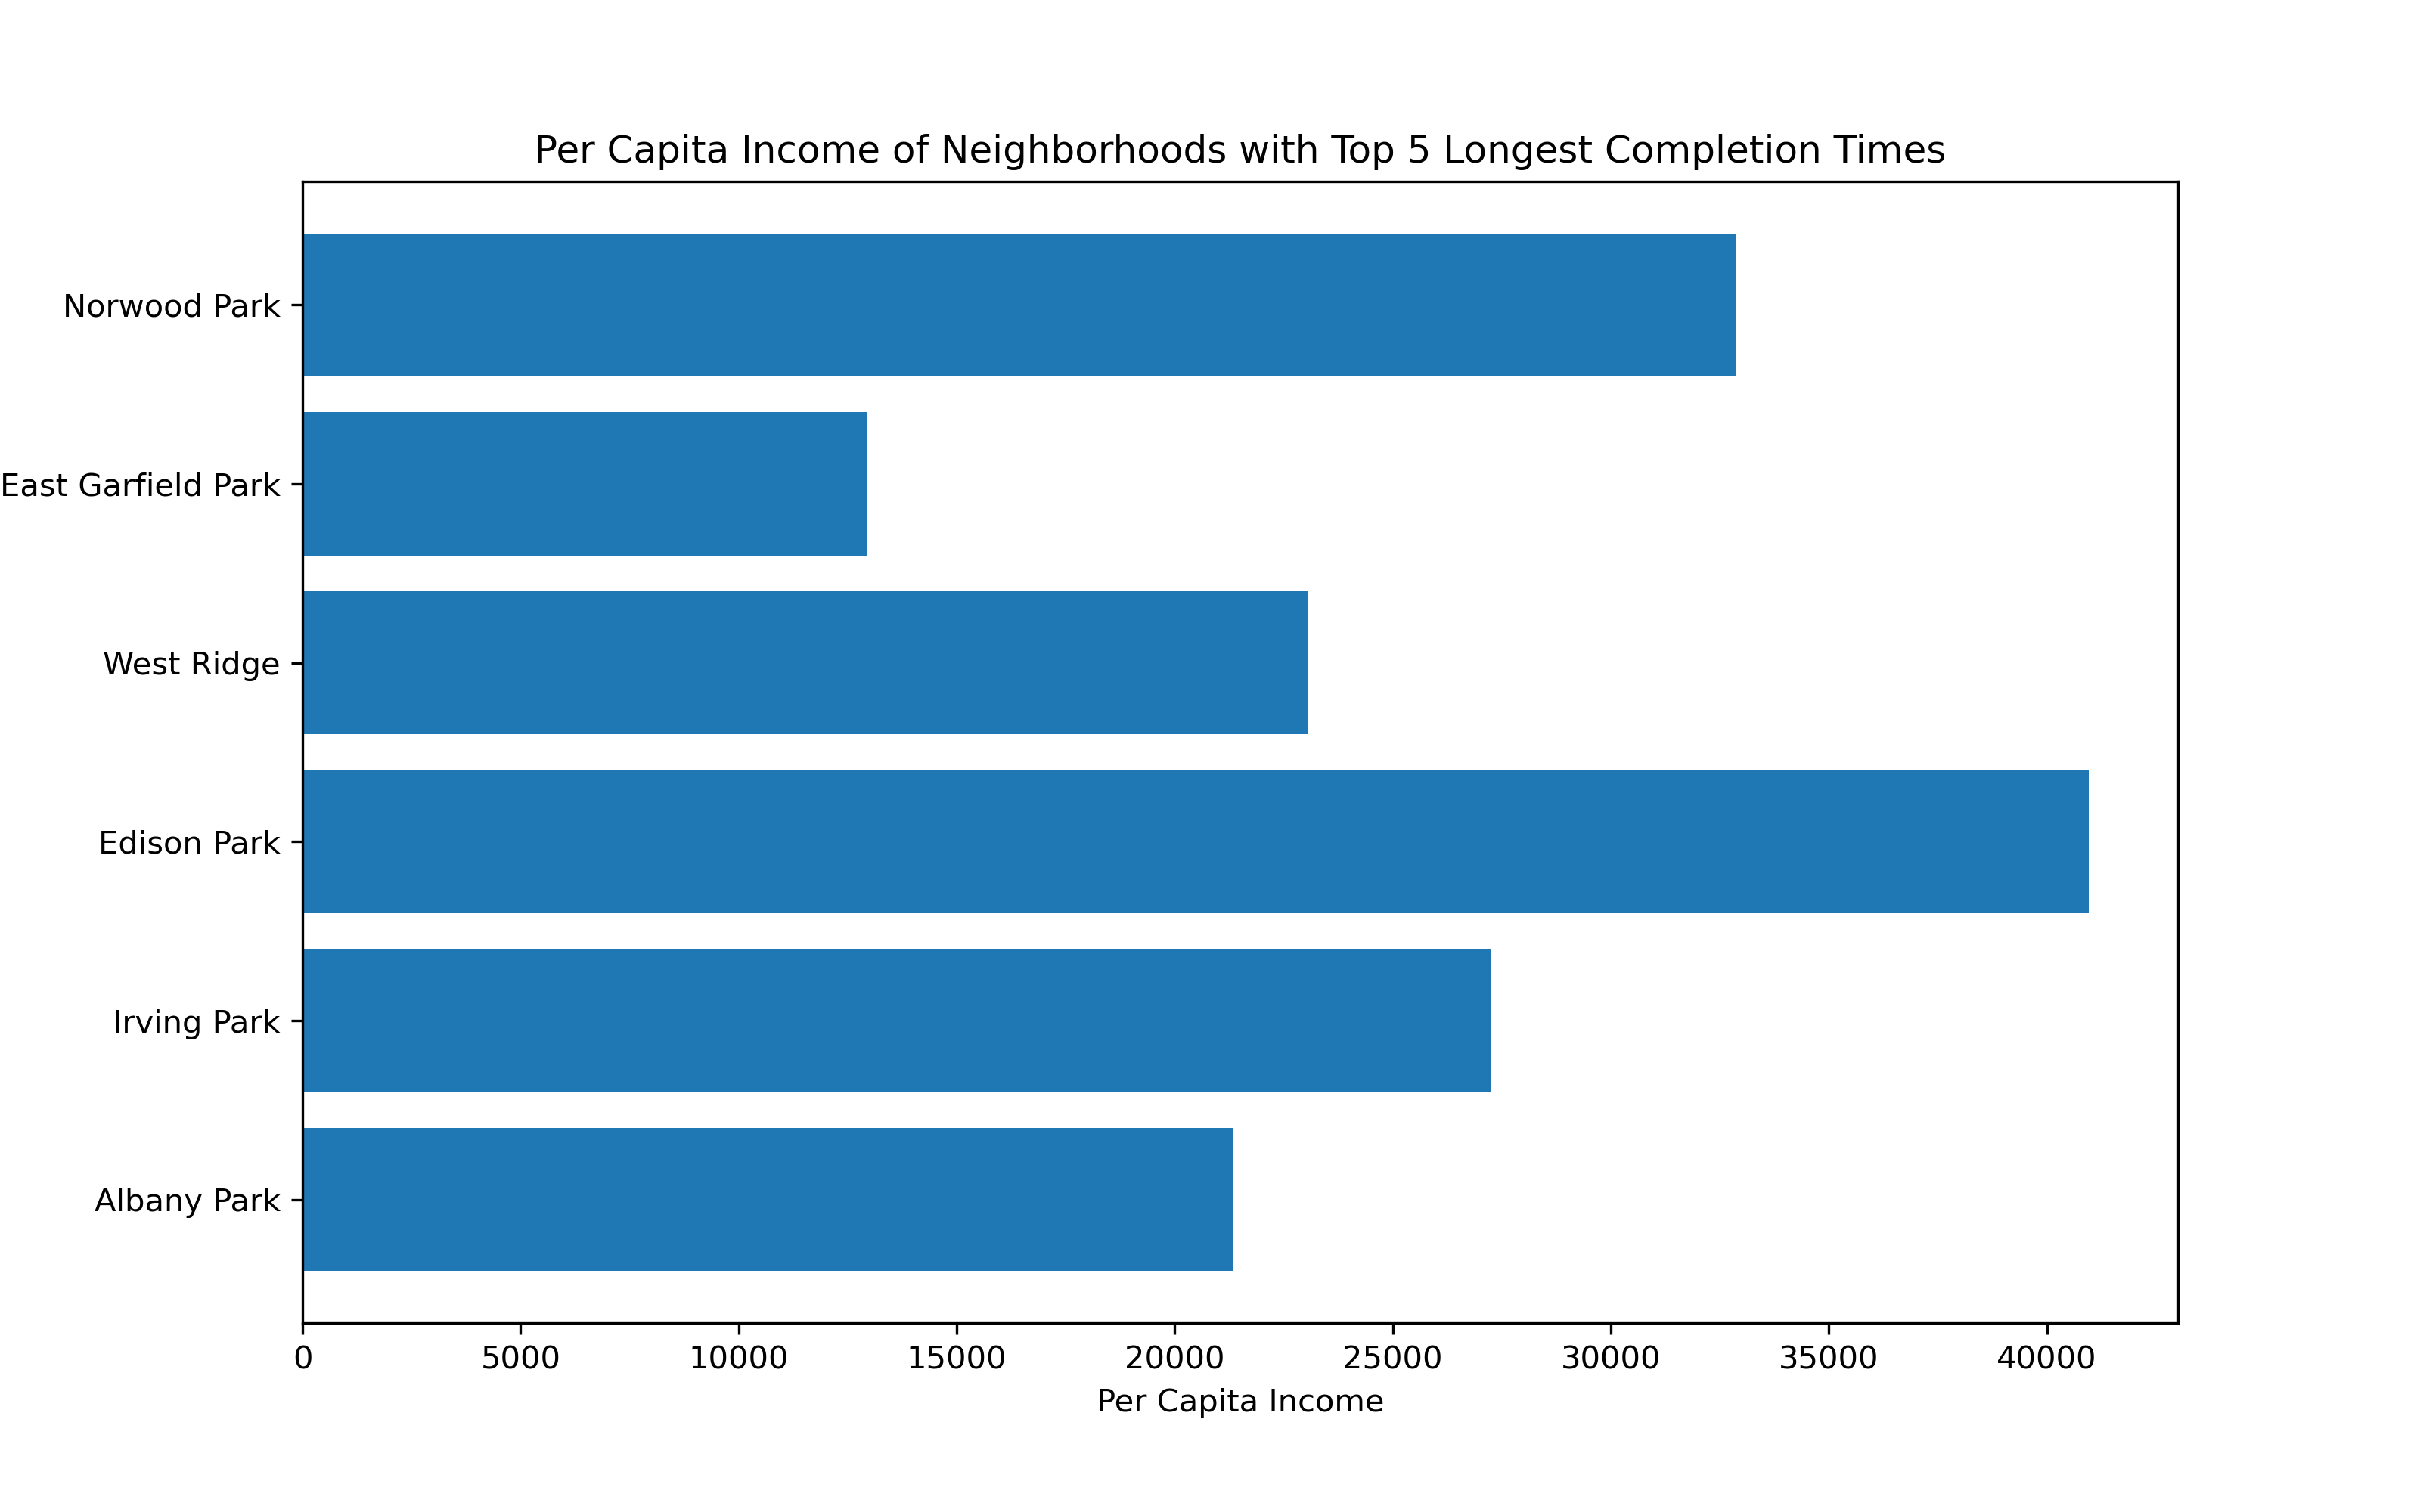 Per Capita Income of Neighborhoods with Top 5 Longest Completion Times
Norwood Park
East Garfield Park
West Ridge
Edison Park
Irving Park
Albany Park
0 5000 10000 15000 20000 25000 30000 35000 40000
Per Capita Income